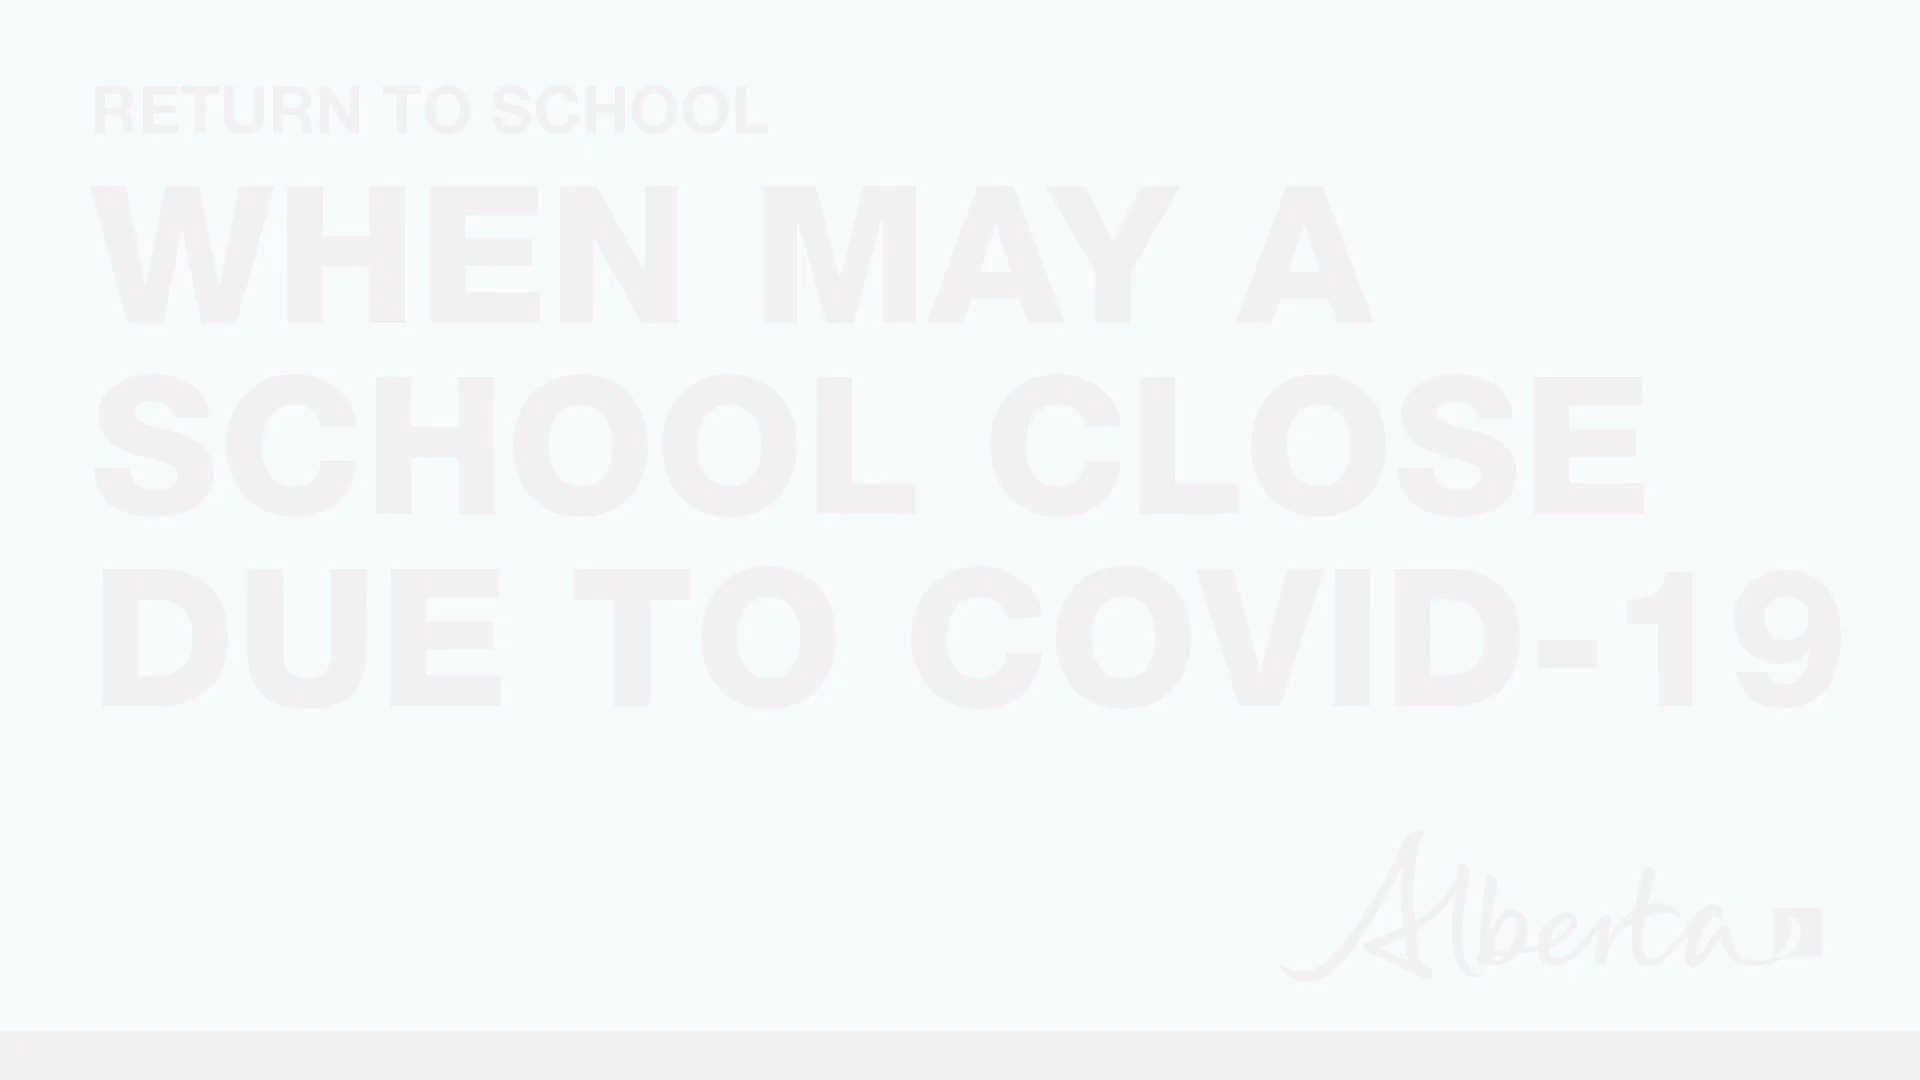 RETURN TO SCHOOL
WHEN MAY A
SCHOOL CLOSE
DUE TO COVID-19
Alberta